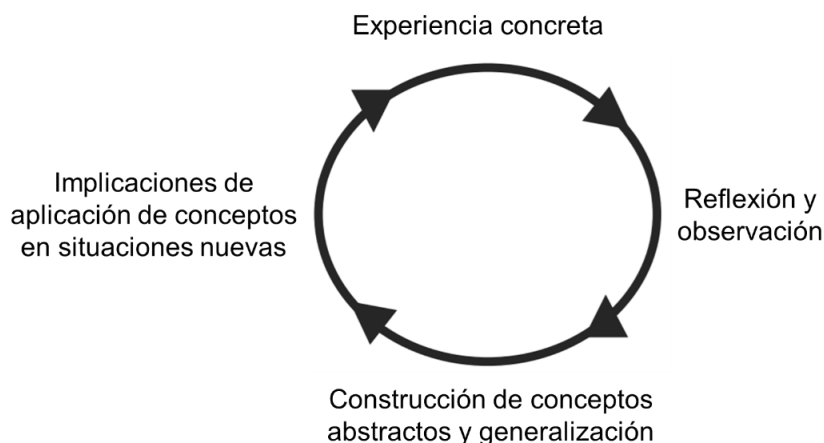 Experiencia concreta
Implicaciones de
aplicación de conceptos
en situaciones nuevas
Reflexión y
observación
Construcción de conceptos
abstractos y generalización